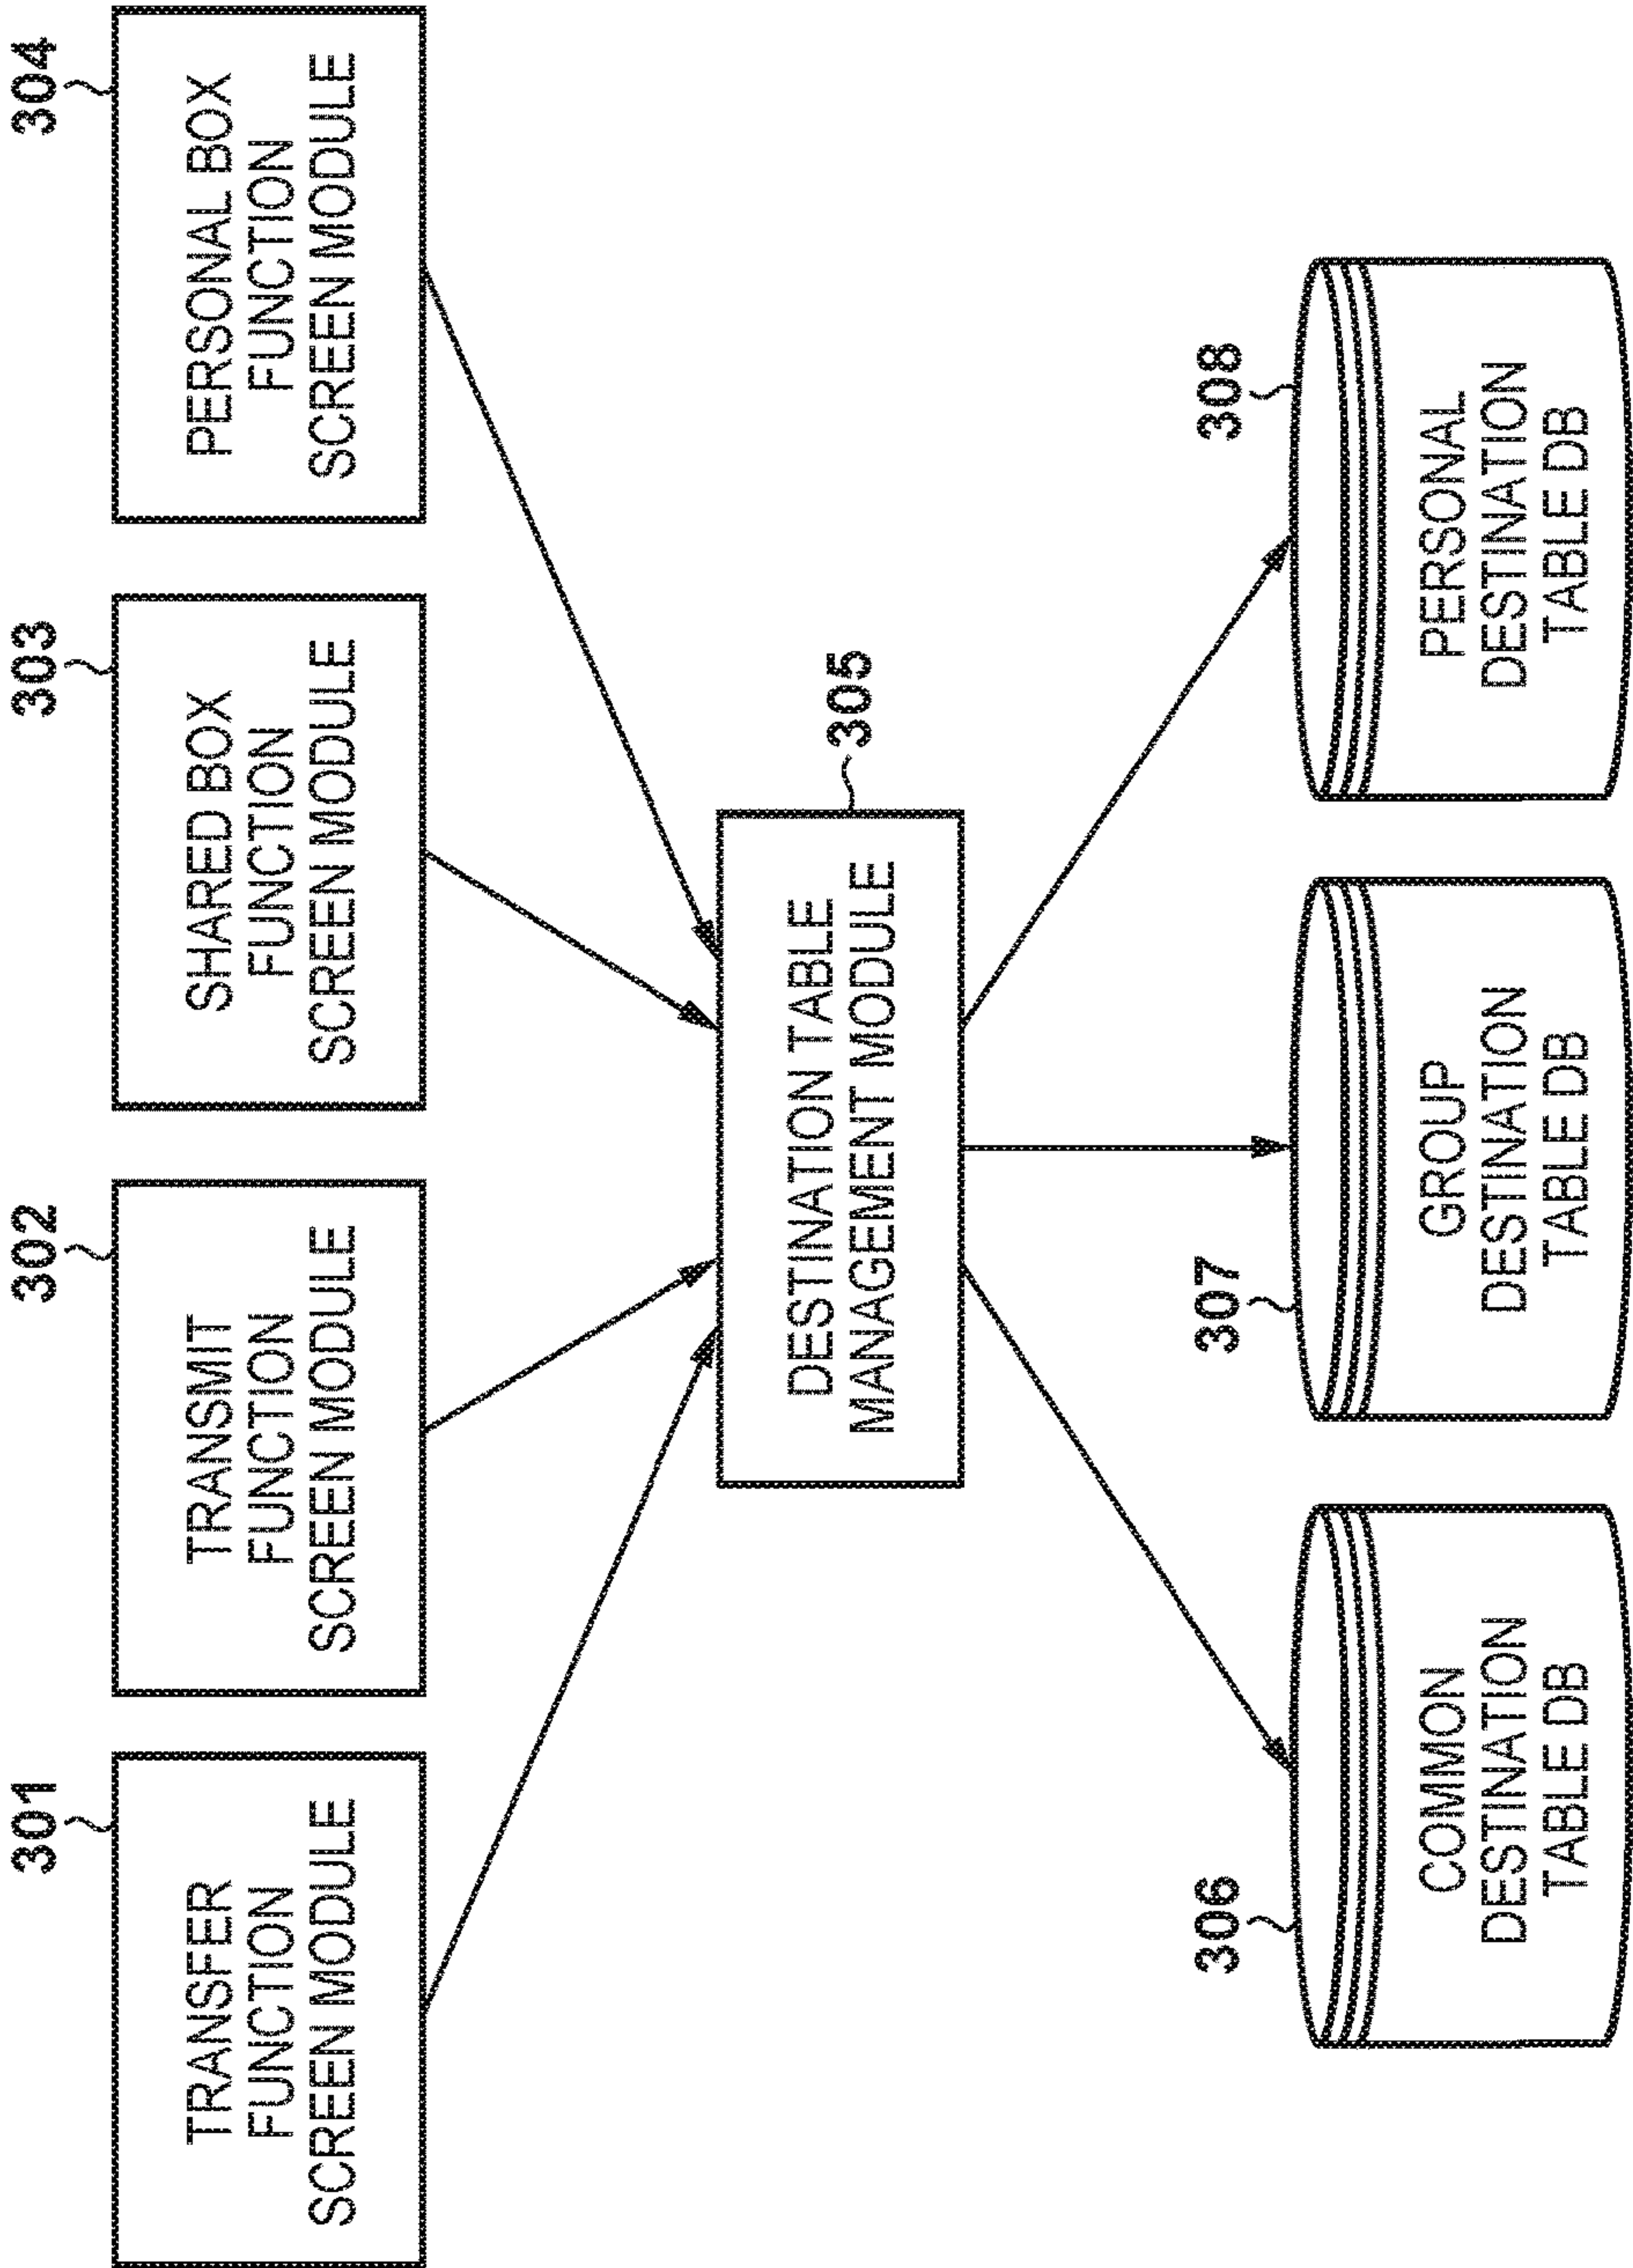 301
TRANSFER
FUNCTION
SCREEN MODULE
302
TRANSMIT
FUNCTION
SCREEN MODULE
303
SHARED BOX
FUNCTION
SCREEN MODULE
304
PERSONAL BOX
FUNCTION
SCREEN MODULE
305
DESTINATION TABLE
MANAGEMENT MODULE
306
COMMON
DESTINATION
TABLE DB
307
GROUP
DESTINATION
TABLE DB
308
PERSONAL
DESTINATION
TABLE DB